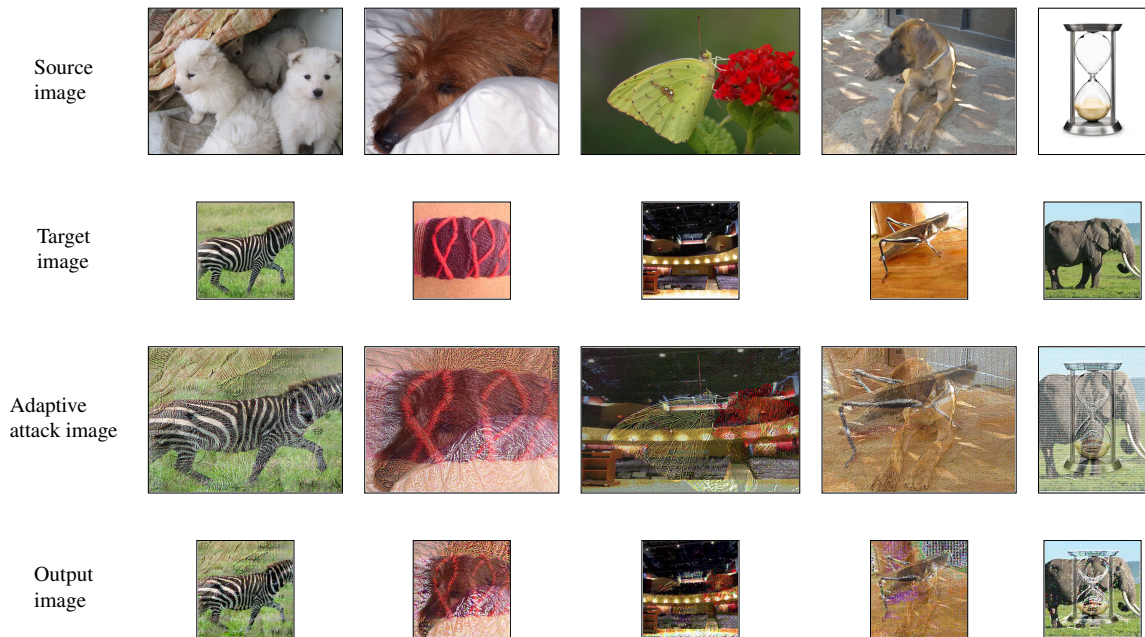 Source
image
Target
image
Adaptive
attack image
Output
image